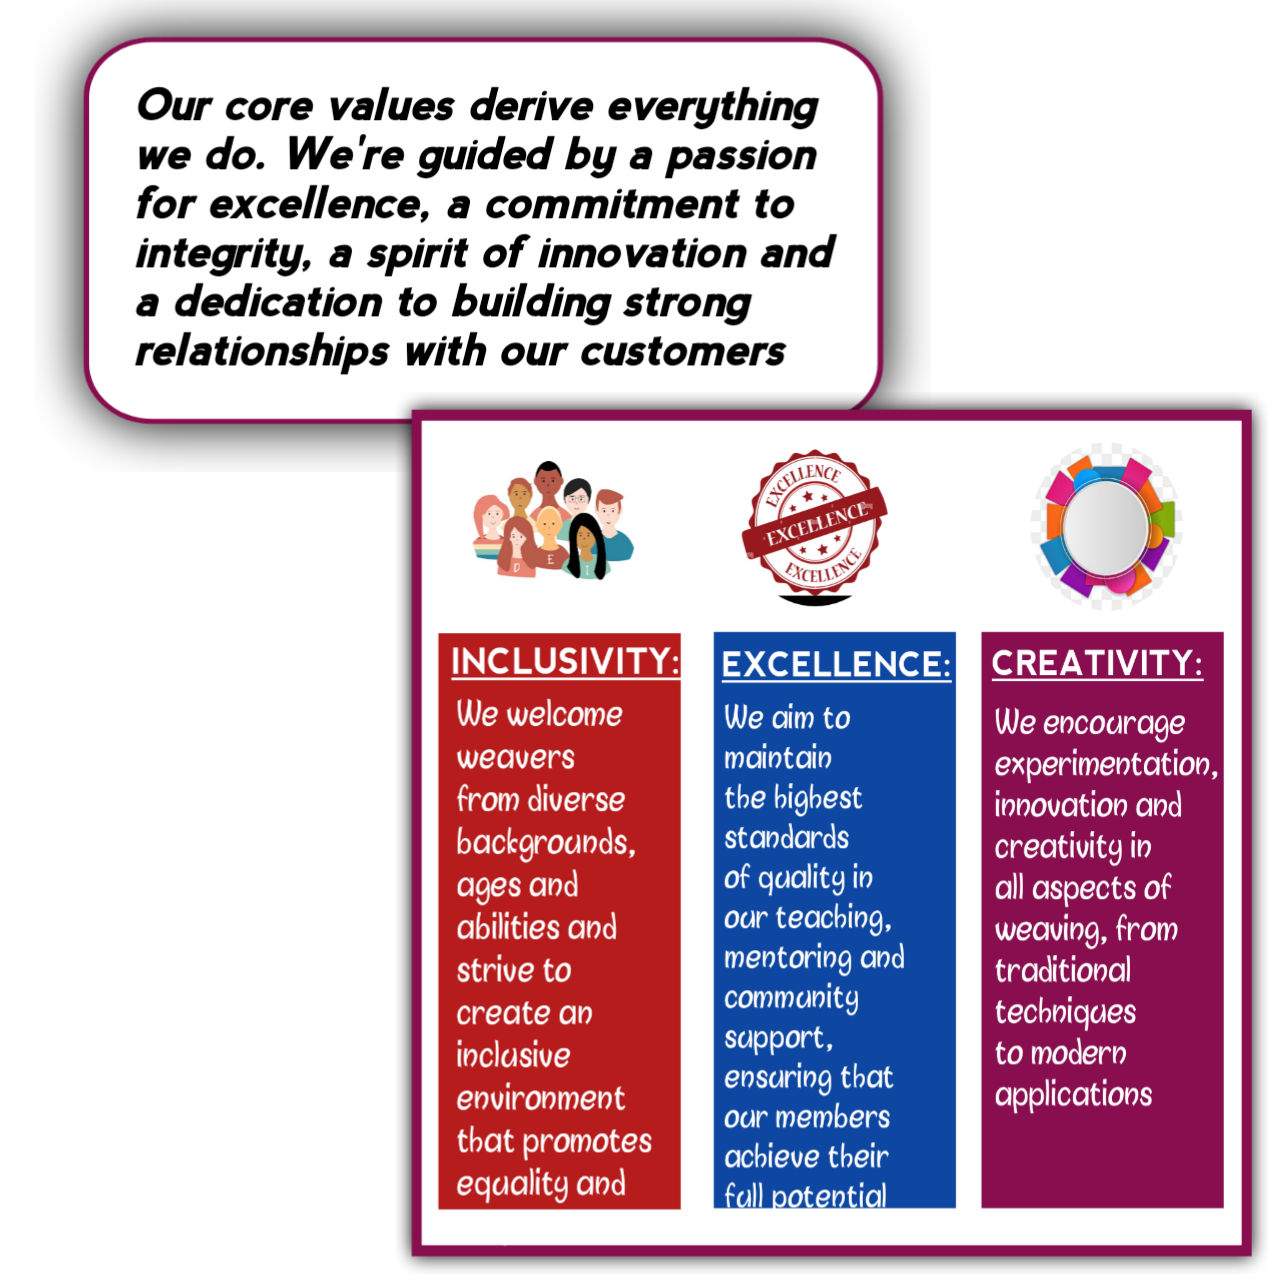 Our core values derive everything
we do. We're guided by a passion
for excellence, a commitment to
integrity, a spirit of innovation and
a dedication to building strong
relationships with our customers
D E I
EXCELLENCE
EXCELLENCE
EXCELLENCE
INCLUSIVITY:
We welcome
weavers
from diverse
backgrounds,
ages and
abilities and
strive to
create an
inclusive
environment
that promotes
equality and
EXCELLENCE:
We aim to
maintain
the highest
standards
of quality in
our teaching,
mentoring and
community
support,
ensuring that
our members
achieve their
full potential
CREATIVITY:
We encourage
experimentation,
innovation and
creativity in
all aspects of
weaving, from
traditional
techniques
to modern
applications